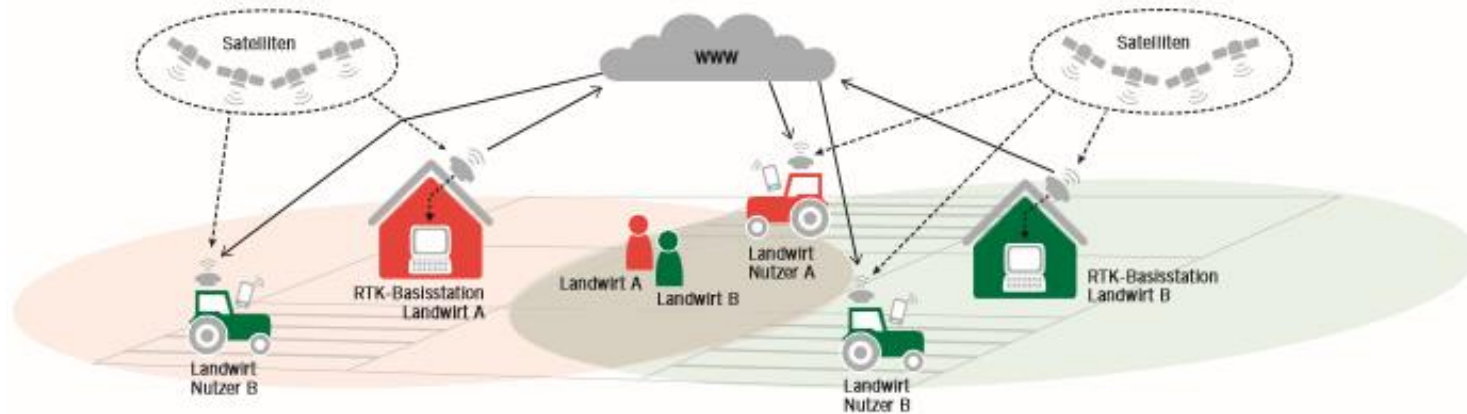 Satelliten
WWW
Satelliten
RTK-Basisstation
Landwirt A
Landwirt A
Landwirt B
Landwirt
Nutzer A
RTK-Basisstation
Landwirt B
Landwirt
Nutzer B
Landwirt
Nutzer B